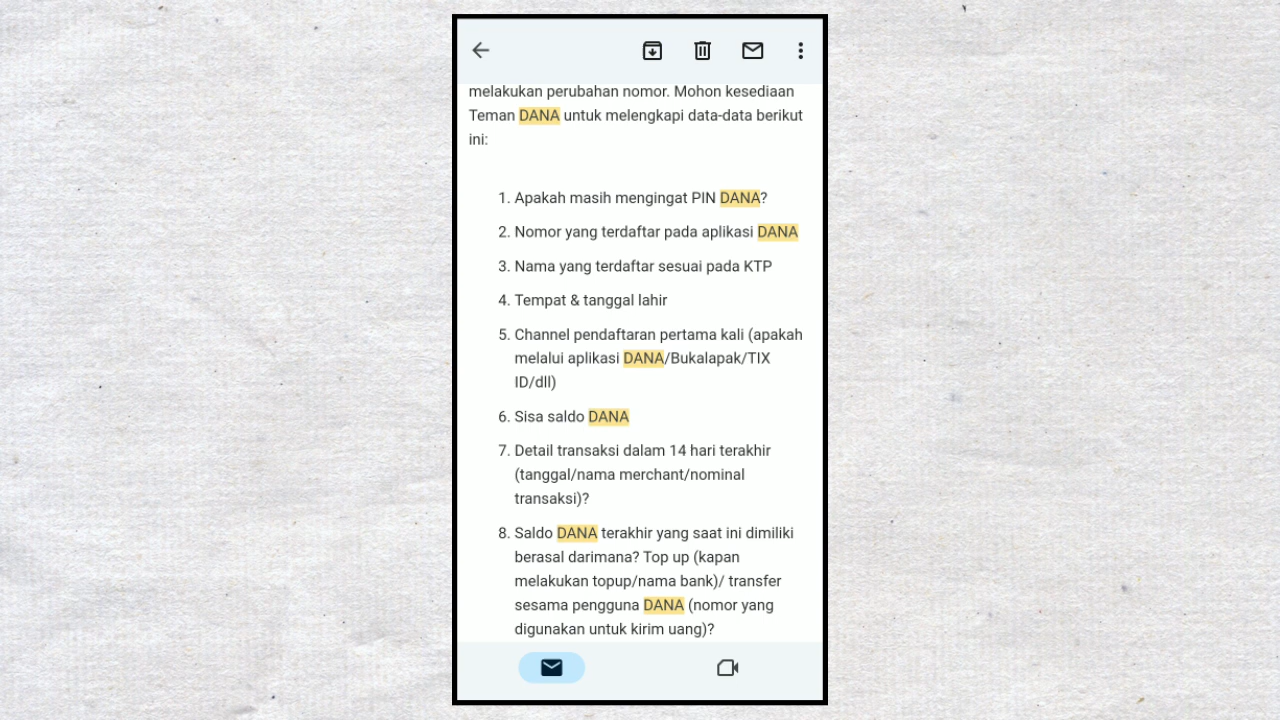 melakukan perubahan nomor. Mohon kesediaan
Teman DANA untuk melengkapi data-data berikut
ini:
1. Apakah masih mengingat PIN DANA?
2. Nomor yang terdaftar pada aplikasi DANA
3. Nama yang terdaftar sesuai pada KTP
4. Tempat & tanggal lahir
5. Channel pendaftaran pertama kali (apakah
melalui aplikasi DANA/Bukalapak/TIX
ID/dll)
6. Sisa saldo DANA
7. Detail transaksi dalam 14 hari terakhir
(tanggal/nama merchant/nominal
transaksi)?
8. Saldo DANA terakhir yang saat ini dimiliki
berasal darimana? Top up (kapan
melakukan topup/nama bank)/ transfer
sesama pengguna DANA (nomor yang
digunakan untuk kirim uang)?